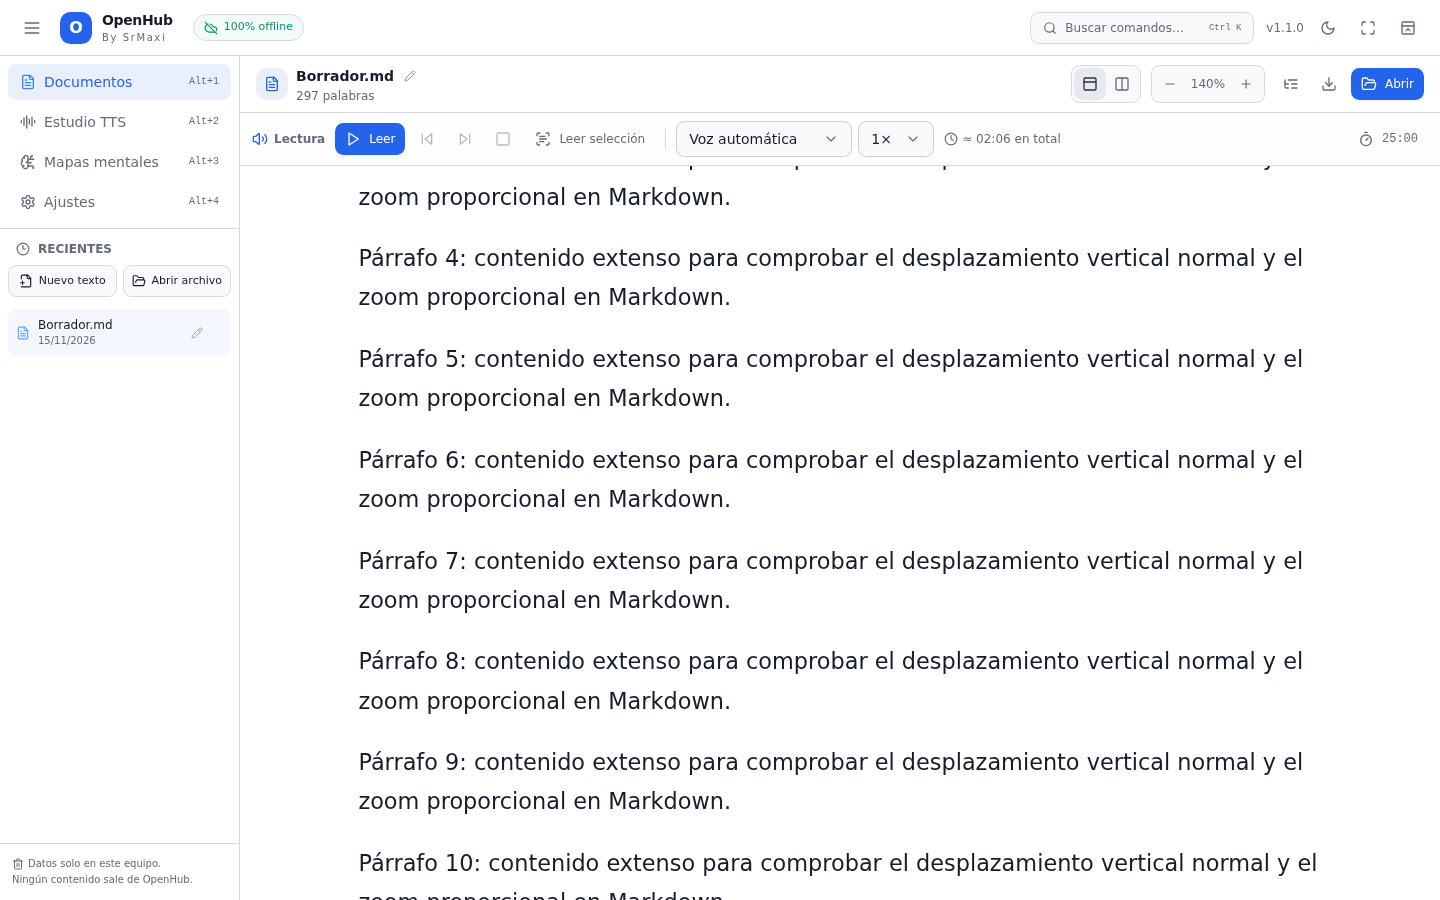 OpenHub
By SrMaxi
100% offline
Buscar comandos...
Ctrl K
v1.1.0
Documentos
Alt+1
Estudio TTS
Alt+2
Mapas mentales
Alt+3
Ajustes
Alt+4
RECIENTES
Nuevo texto
Abrir archivo
Borrador.md
15/11/2026
Datos solo en este equipo.
Ningún contenido sale de OpenHub.
Borrador.md
297 palabras
140%
Abrir
Lectura
Leer
Leer selección
Voz automática
1×
≈ 02:06 en total
25:00
zoom proporcional en Markdown.
Párrafo 4: contenido extenso para comprobar el desplazamiento vertical normal y el
zoom proporcional en Markdown.
Párrafo 5: contenido extenso para comprobar el desplazamiento vertical normal y el
zoom proporcional en Markdown.
Párrafo 6: contenido extenso para comprobar el desplazamiento vertical normal y el
zoom proporcional en Markdown.
Párrafo 7: contenido extenso para comprobar el desplazamiento vertical normal y el
zoom proporcional en Markdown.
Párrafo 8: contenido extenso para comprobar el desplazamiento vertical normal y el
zoom proporcional en Markdown.
Párrafo 9: contenido extenso para comprobar el desplazamiento vertical normal y el
zoom proporcional en Markdown.
Párrafo 10: contenido extenso para comprobar el desplazamiento vertical normal y el
zoom proporcional en Markdown.